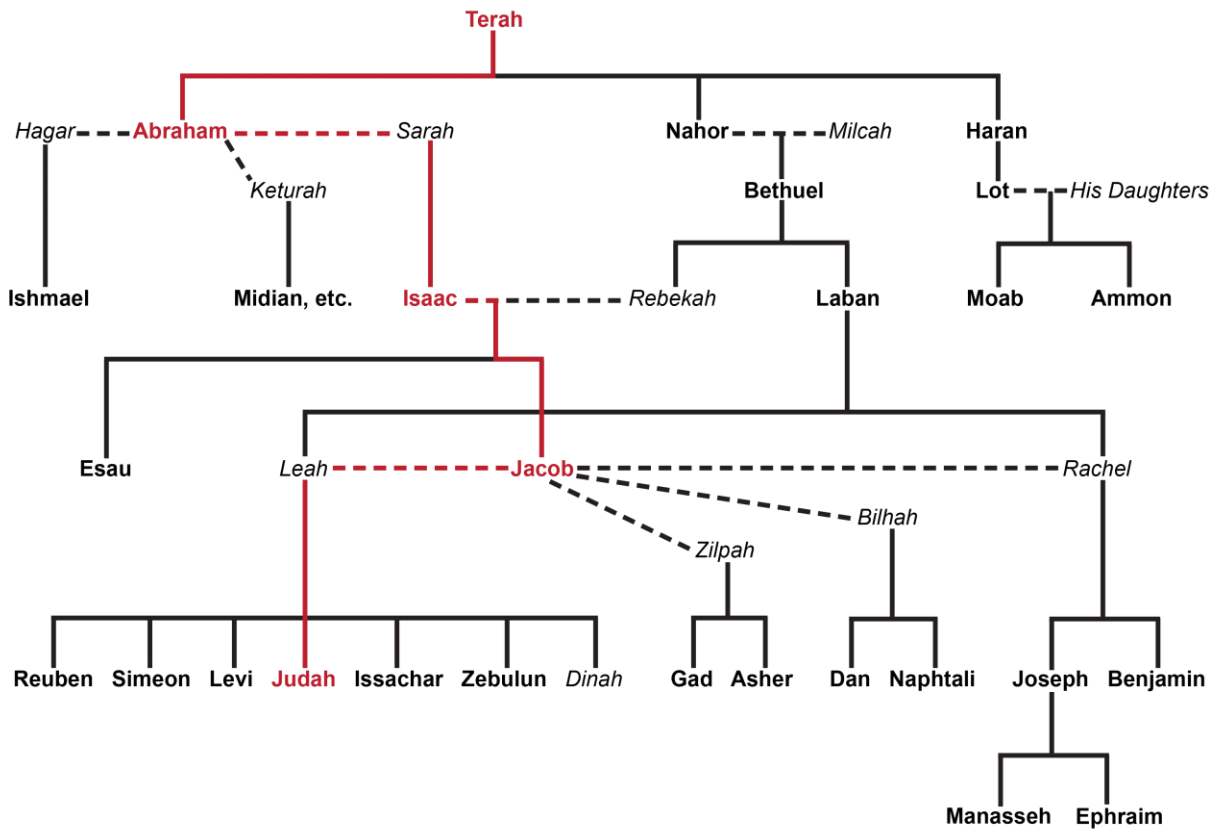 Terah
Hagar Abraham Sarah Nahor Milcah Haran
Keturah Bethuel Lot His Daughters
Ishmael Midian, etc. Isaac Rebekah Laban Moab Ammon
Esau Leah Jacob Rachel
Bilhah
Zilpah
Reuben Simeon Levi Judah Issachar Zebulun Dinah Gad Asher Dan Naphtali Joseph Benjamin
Manasseh Ephraim